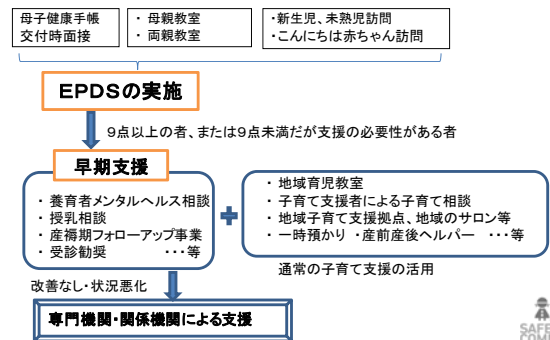 母子健康手帳
交付時面接
・ 母親教室
・ 両親教室
・新生児、未熟児訪問
・こんにちは赤ちゃん訪問
EPDSの実施
9点以上の者、または9点未満だが支援の必要性がある者
早期支援
・ 養育者メンタルヘルス相談
・ 授乳相談
・ 産褥期フォローアップ事業
・ 受診勧奨 ・・・等
・ 地域育児教室
・ 子育て支援者による子育て相談
・ 地域子育て支援拠点、地域のサロン等
・ 一時預かり ・産前産後ヘルパー ・・・等
通常の子育て支援の活用
改善なし・状況悪化
専門機関・関係機関による支援
SAFE